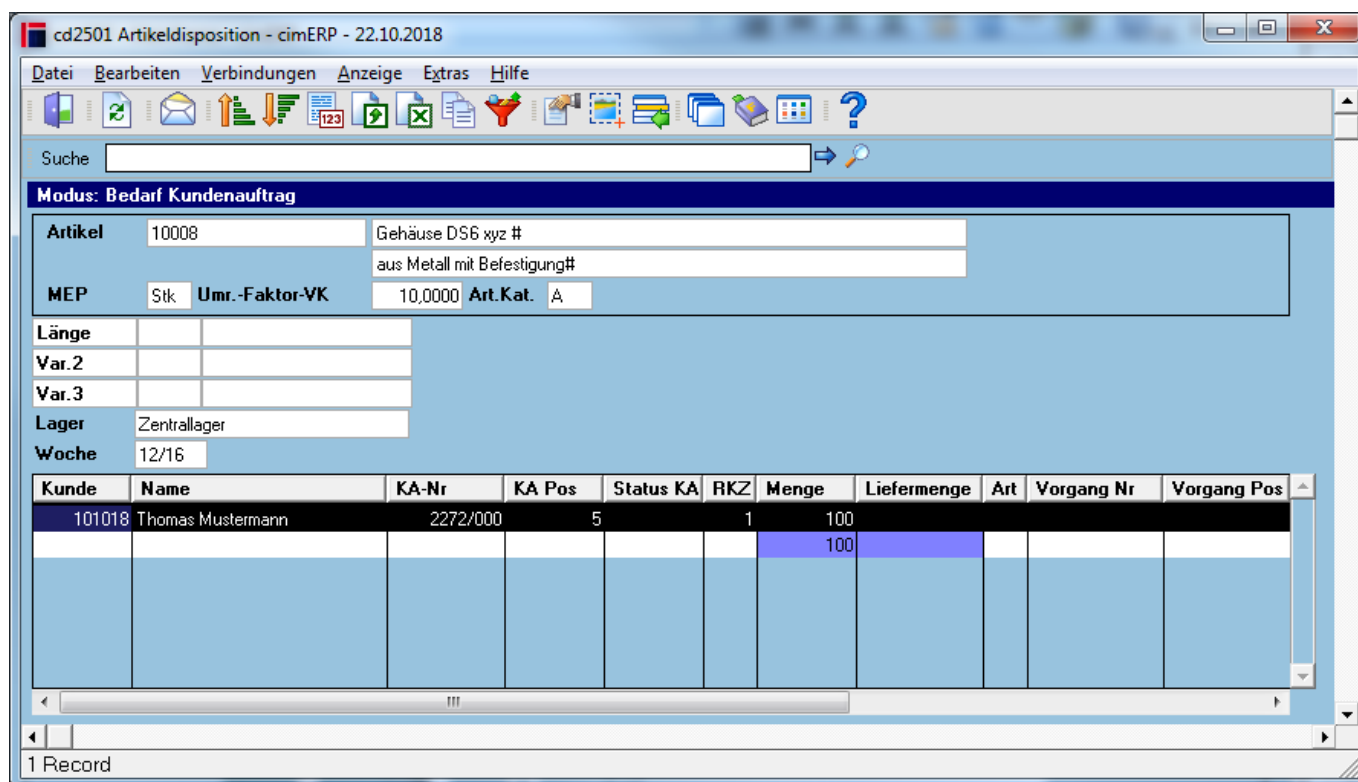 cd2501 Artikeldisposition - cimERP - 22.10.2018
Datei Bearbeiten Verbindungen Anzeige Extras Hilfe
123
Suche
Modus: Bedarf Kundenauftrag
Artikel 10008 Gehäuse DS6 xyz #
aus Metall mit Befestigung#
MEP Stk Umr.-Faktor-VK 10,0000 Art.Kat. A
Länge
Var.2
Var.3
Lager Zentrallager
Woche 12/16
Kunde Name KA-Nr KA Pos Status KA RKZ Menge Liefermenge Art Vorgang Nr Vorgang Pos
101018 Thomas Mustermann 2272/000 5 1 100
100
1 Record